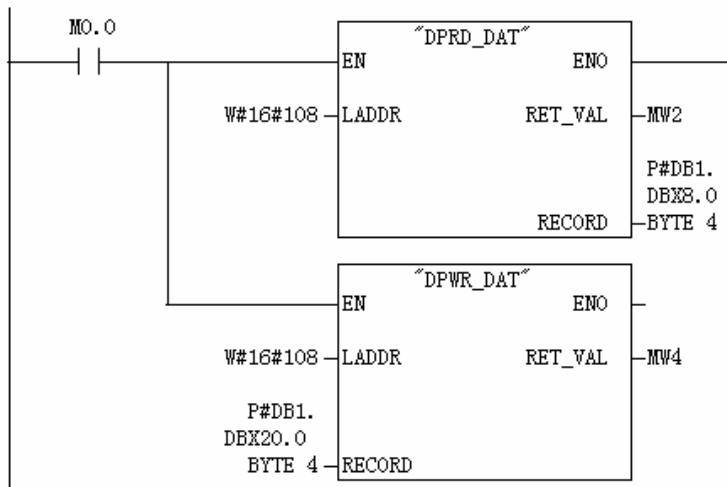 M0.0
"DPRD_DAT"
EN ENO
W#16#108 LADDR RET_VAL MW2
P#DB1.
DBX8.0
RECORD BYTE 4
"DPWR_DAT"
EN ENO
W#16#108 LADDR RET_VAL MW4
P#DB1.
DBX20.0
BYTE 4 RECORD